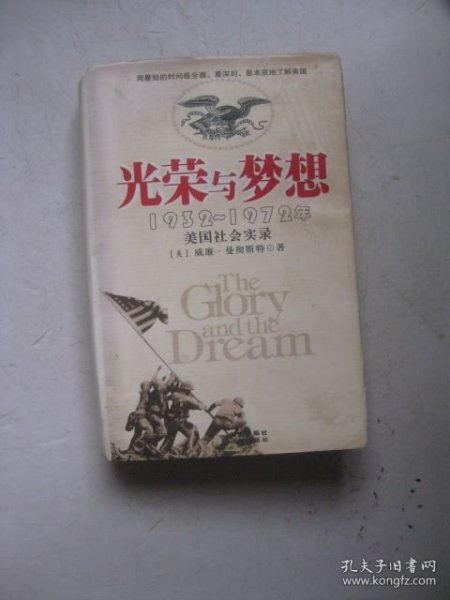 用最短的时间最全面、最深刻、最本质地了解美国
光荣与梦想
1932~1972年
美国社会实录
[美] 威廉·曼彻斯特 著
The
Glory
and the
Dream
版社
孔夫子旧书网
www.kongfz.com